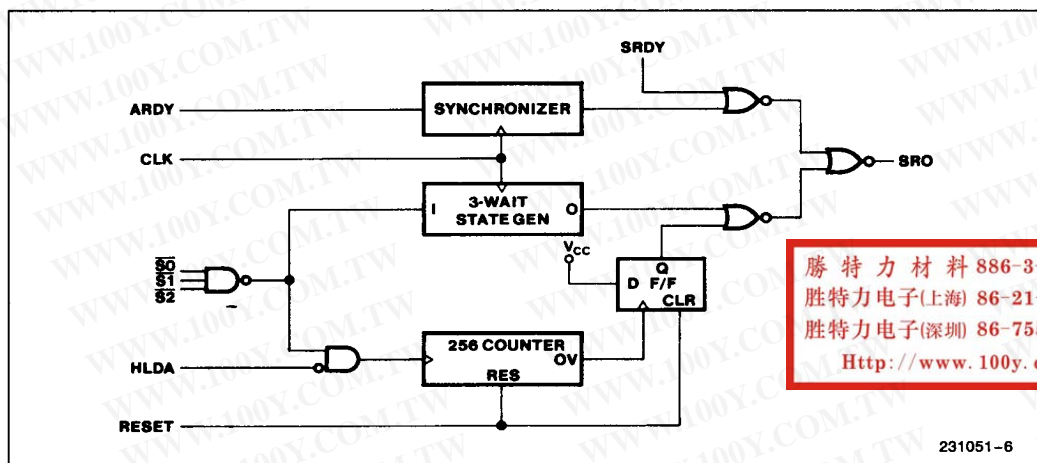 SRDY
ARDY
SYNCHRONIZER
CLK
SRO
I
3-WAIT
STATE GEN
O
VCC
S0
S1
S2
Q
D F/F
CLR
256 COUNTER
OV
RES
HLDA
RESET
勝特力材料 886-3-
胜特力电子(上海) 86-21-
胜特力电子(深圳) 86-755
Http://www.100y.c
231051-6
WWW.100Y.COM.TW